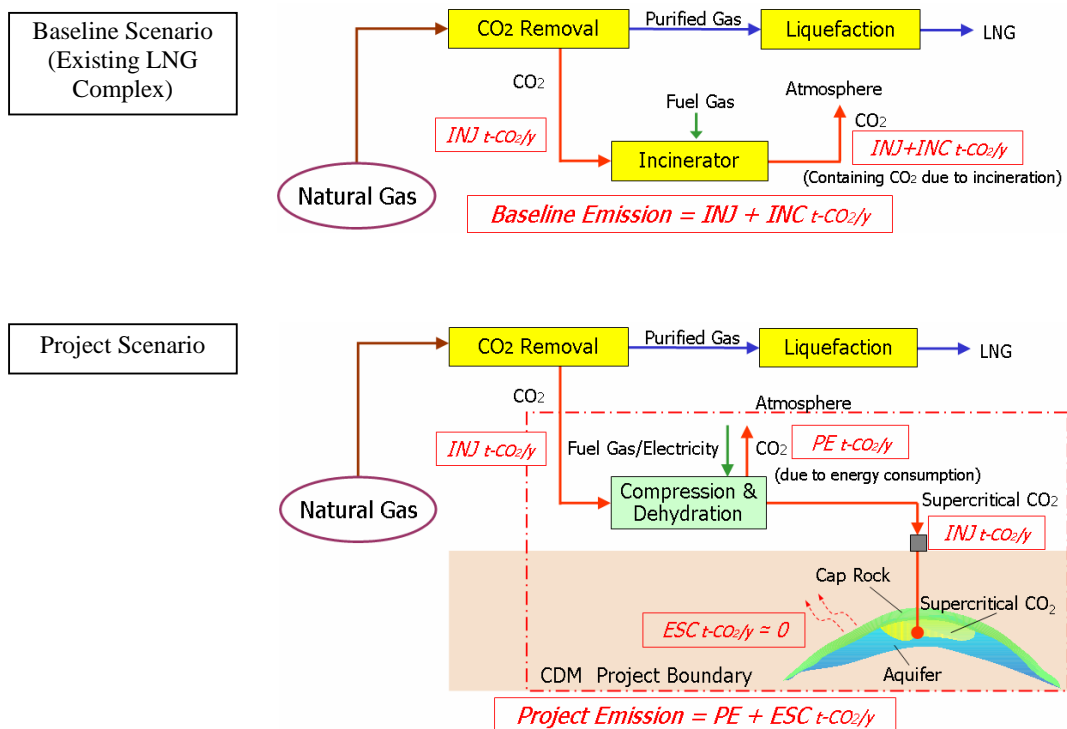 Baseline Scenario
(Existing LNG
Complex)
CO2 Removal
Purified Gas
Liquefaction
LNG
CO2
Fuel Gas
Atmosphere
CO2
INJ t-CO2/y
Incinerator
INJ+INC t-CO2/y
(Containing CO2 due to incineration)
Natural Gas
Baseline Emission = INJ + INC t-CO2/y
Project Scenario
CO2 Removal
Purified Gas
Liquefaction
LNG
CO2
Atmosphere
INJ t-CO2/y
Fuel Gas/Electricity
CO2
PE t-CO2/y
(due to energy consumption)
Natural Gas
Compression &
Dehydration
Supercritical CO2
INJ t-CO2/y
Cap Rock
Supercritical CO2
ESC t-CO2/y ≃ 0
Aquifer
CDM Project Boundary
Project Emission = PE + ESC t-CO2/y